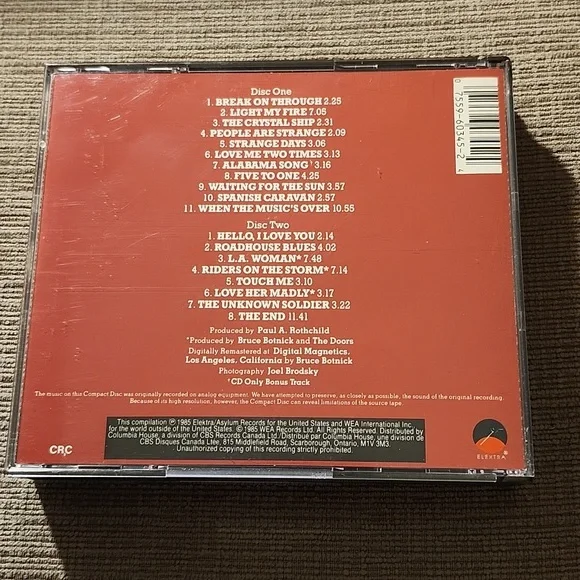 Disc One
1. BREAK ON THROUGH 2.25
2. LIGHT MY FIRE 7.05
3. THE CRYSTAL SHIP 2.31
4. PEOPLE ARE STRANGE 2.09
5. STRANGE DAYS 3.06
6. LOVE ME TWO TIMES 3.13
7. ALABAMA SONG † 3.16
8. FIVE TO ONE 4.25
9. WAITING FOR THE SUN 3.57
10. SPANISH CARAVAN 2.57
11. WHEN THE MUSIC'S OVER 10.55
Disc Two
1. HELLO, I LOVE YOU 2.14
2. ROADHOUSE BLUES 4.02
3. L.A. WOMAN* 7.48
4. RIDERS ON THE STORM* 7.14
5. TOUCH ME 3.10
6. LOVE HER MADLY* 3.17
7. THE UNKNOWN SOLDIER 3.22
8. THE END 11.41
Produced by Paul A. Rothchild
*Produced by Bruce Botnick and The Doors
Digitally Remastered at Digital Magnetics,
Los Angeles, California by Bruce Botnick
Photography Joel Brodsky
†CD Only Bonus Track
The music on this Compact Disc was originally recorded on analog equipment. We have attempted to preserve, as closely as possible, the sound of the original recording.
Because of its high resolution, however, the Compact Disc can reveal limitations of the source tape.
This compilation ℗ 1985 Elektra/Asylum Records for the United States and WEA International Inc.
for the world outside of the United States. © 1985 WEA Records Ltd. All Rights Reserved. Distributed by
Columbia House, a division of CBS Records Canada Ltd./Distribué par Columbia House, une division de
CBS Disques Canada Ltée, 815 Middlefield Road, Scarborough, Ontario, M1V 3M3.
Unauthorized copying of this recording strictly prohibited.
CRC
ELEKTRA
0 7559-60345-2 4